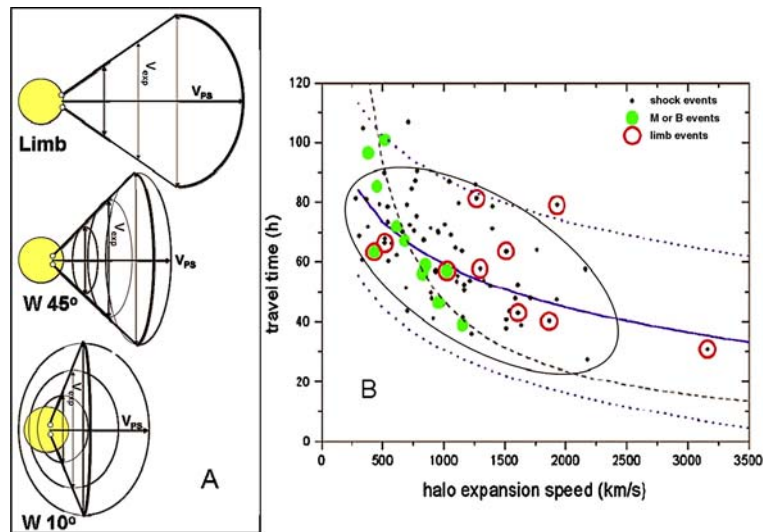 Limb
V_exp
V_PS
W 45°
V_exp
V_PS
W 10°
V_exp
V_PS
A
120
100
80
60
40
20
0
travel time (h)
shock events
M or B events
limb events
B
0 500 1000 1500 2000 2500 3000 3500
halo expansion speed (km/s)